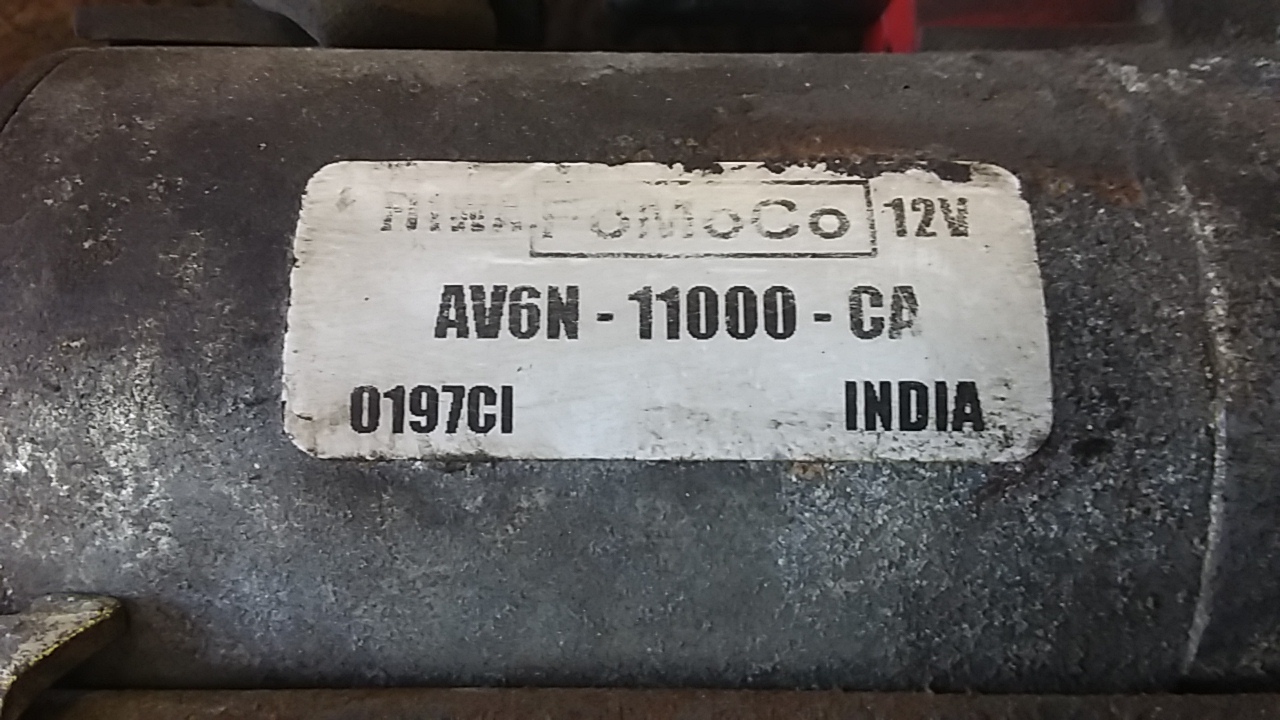 FoMoCo 12V
AV6N - 11000 - CA
0197CI INDIA